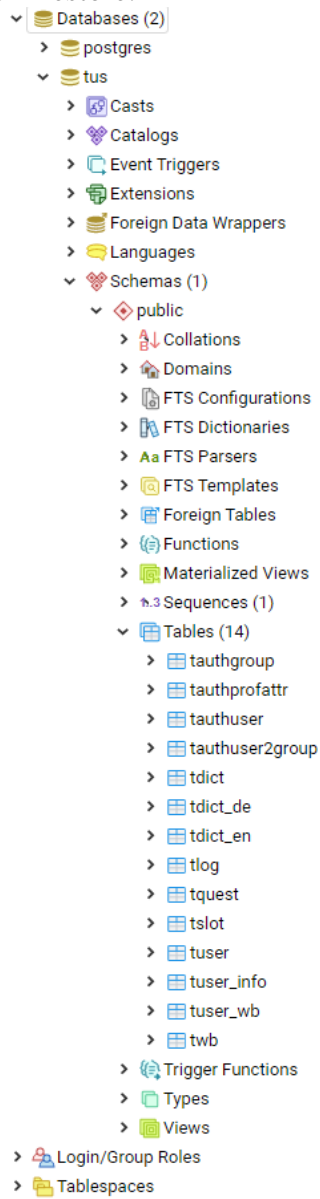 Databases (2)
postgres
tus
Casts
Catalogs
Event Triggers
Extensions
Foreign Data Wrappers
Languages
Schemas (1)
public
Collations
Domains
FTS Configurations
FTS Dictionaries
Aa FTS Parsers
FTS Templates
Foreign Tables
Functions
Materialized Views
1..3 Sequences (1)
Tables (14)
tauthgroup
tauthprofattr
tauthuser
tauthuser2group
tdict
tdict_de
tdict_en
tlog
tquest
tslot
tuser
tuser_info
tuser_wb
twb
Trigger Functions
Types
Views
Login/Group Roles
Tablespaces